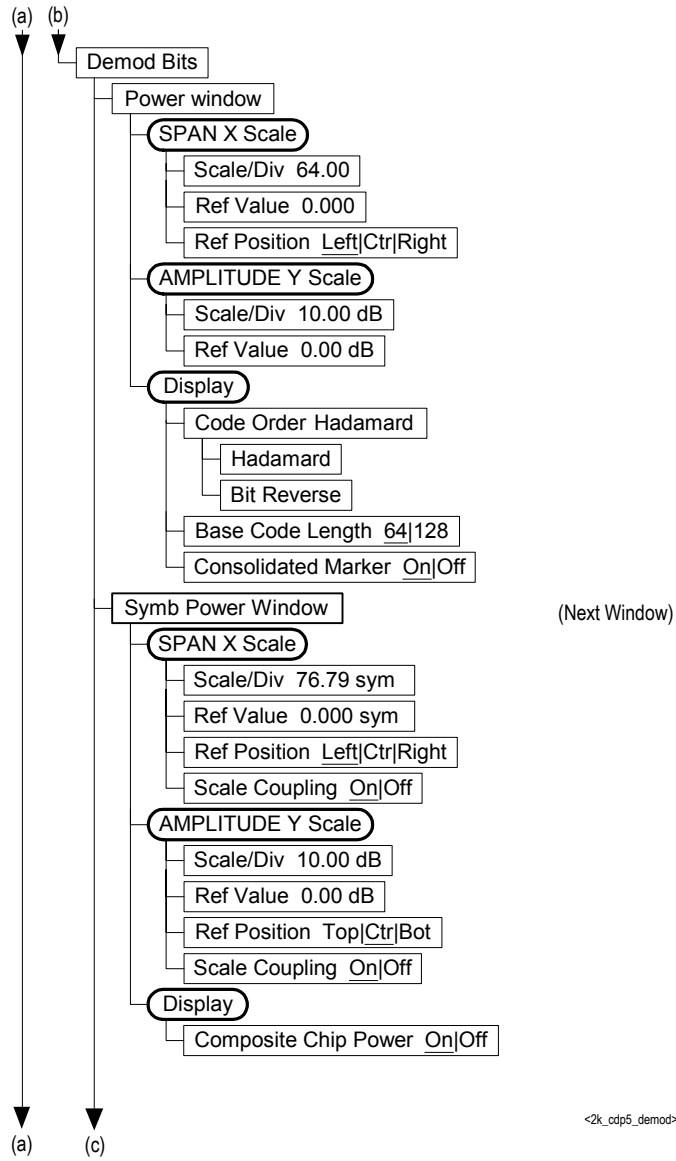 (a) (b)
Demod Bits
Power window
SPAN X Scale
Scale/Div 64.00
Ref Value 0.000
Ref Position Left|Ctr|Right
AMPLITUDE Y Scale
Scale/Div 10.00 dB
Ref Value 0.00 dB
Display
Code Order Hadamard
Hadamard
Bit Reverse
Base Code Length 64|128
Consolidated Marker On|Off
Symb Power Window (Next Window)
SPAN X Scale
Scale/Div 76.79 sym
Ref Value 0.000 sym
Ref Position Left|Ctr|Right
Scale Coupling On|Off
AMPLITUDE Y Scale
Scale/Div 10.00 dB
Ref Value 0.00 dB
Ref Position Top|Ctr|Bot
Scale Coupling On|Off
Display
Composite Chip Power On|Off
<2k_cdp5_demod>
(a) (c)